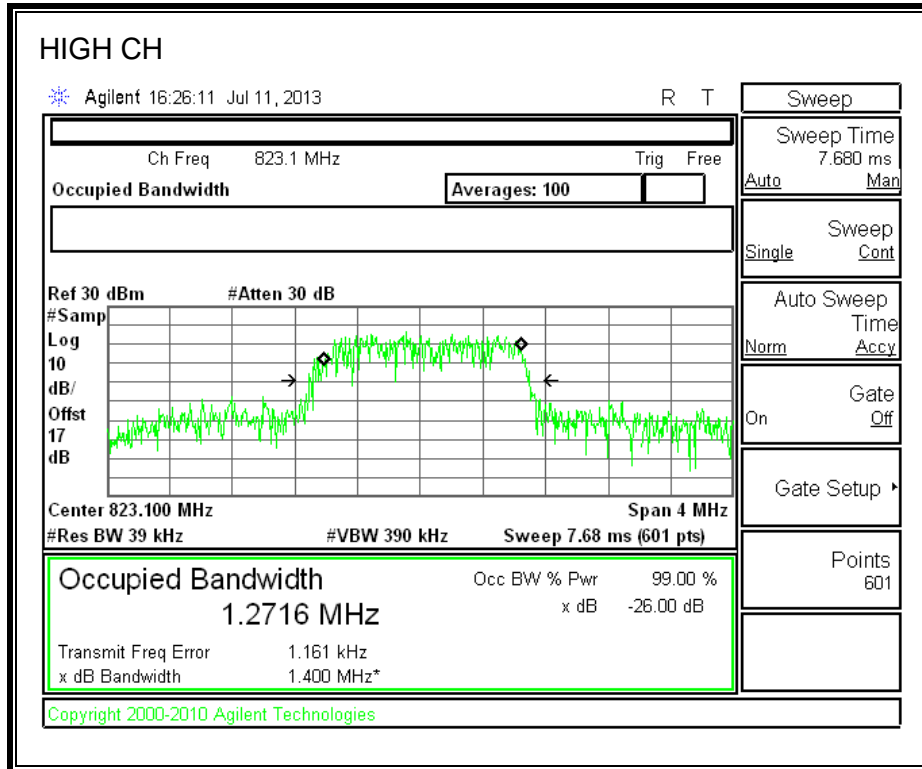 HIGH CH
Agilent 16:26:11 Jul 11, 2013 R T
Ch Freq 823.1 MHz Trig Free
Occupied Bandwidth Averages: 100
Ref 30 dBm #Atten 30 dB
#Samp
Log
10
dB/
Offst
17
dB
Center 823.100 MHz Span 4 MHz
#Res BW 39 kHz #VBW 390 kHz Sweep 7.68 ms (601 pts)
Occupied Bandwidth Occ BW % Pwr 99.00 %
1.2716 MHz x dB -26.00 dB
Transmit Freq Error 1.161 kHz
x dB Bandwidth 1.400 MHz*
Copyright 2000-2010 Agilent Technologies
Sweep
Sweep Time
7.680 ms
Auto Man
Sweep
Single Cont
Auto Sweep
Time
Norm Accy
Gate
On Off
Gate Setup
Points
601